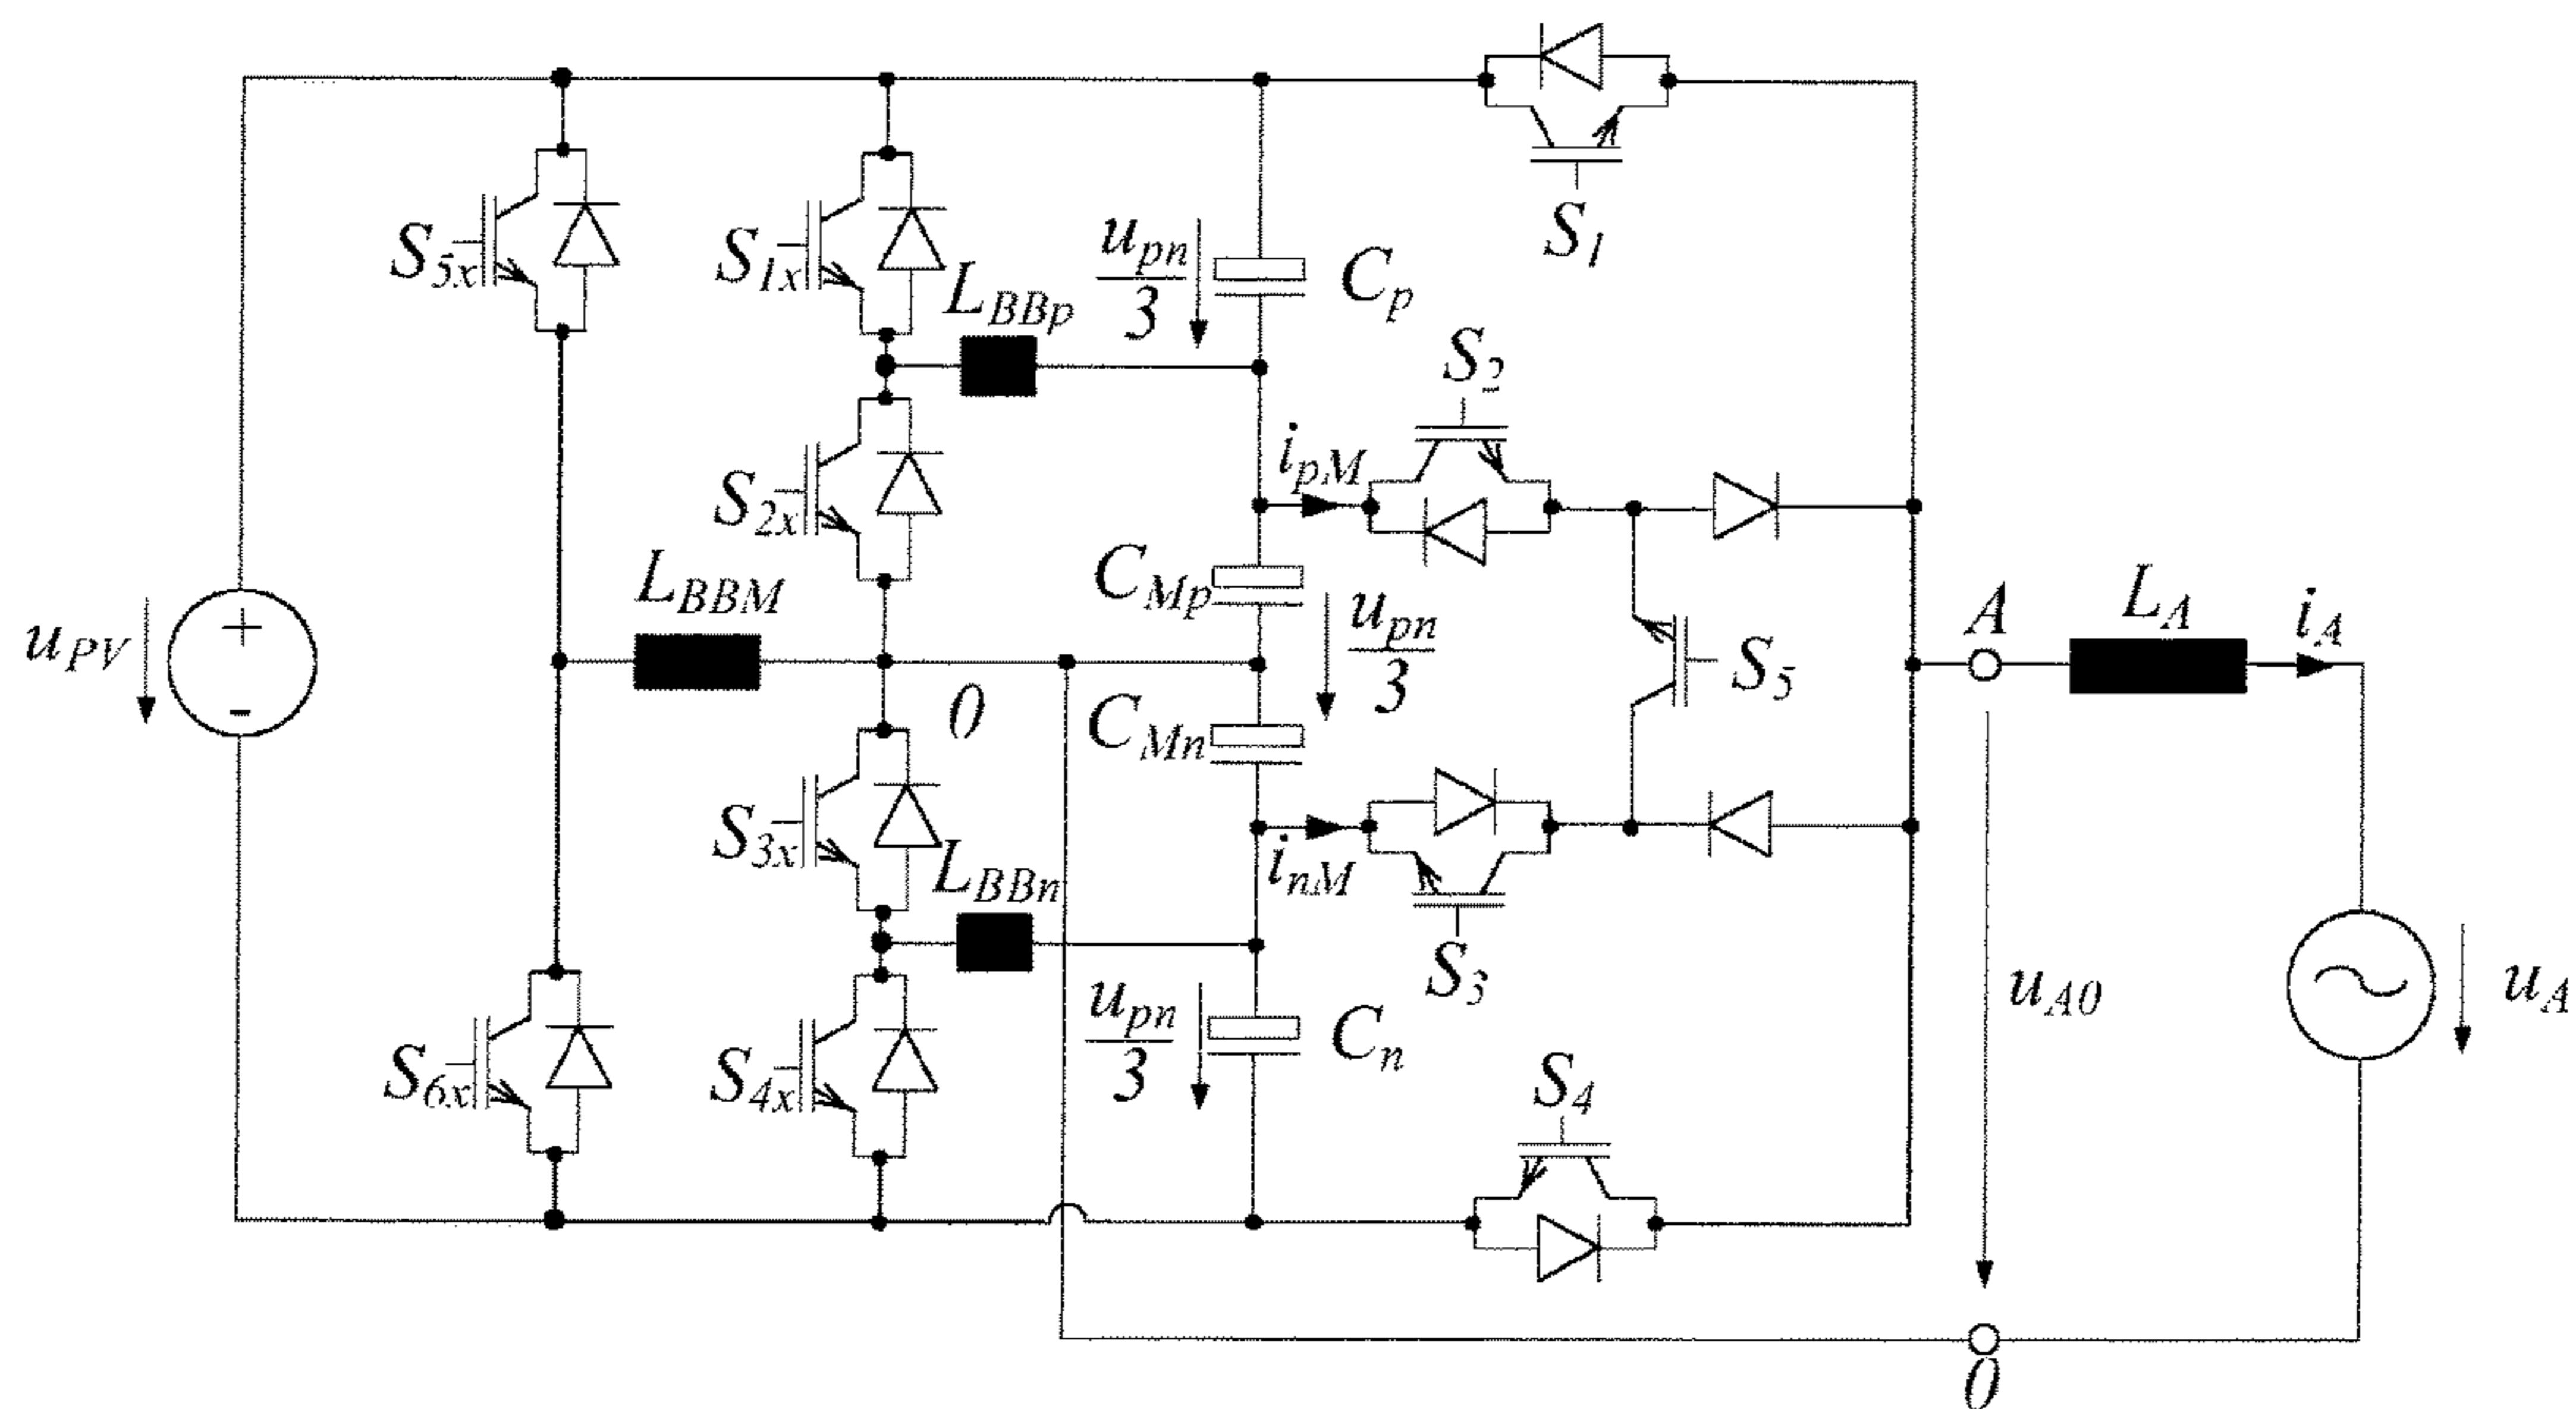 S1
S5x
S1x
upn
3
Cp
LBBp
S2
ipM
S2x
LBBM
CMp
upn
3
A
LA
iA
uPV
+
-
0
S5
CMn
S3x
LBBn
inM
S3
upn
3
Cn
uA0
uA
S6x
S4x
S4
0